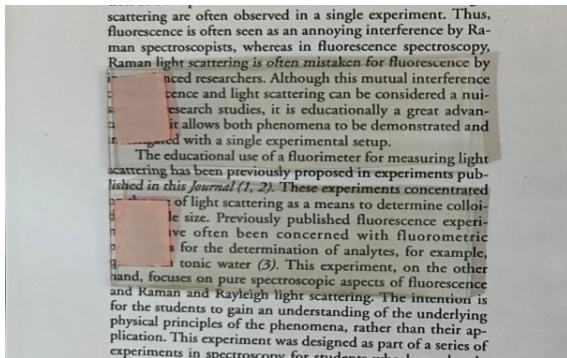 scattering are often observed in a single experiment. Thus,
fluorescence is often seen as an annoying interference by Ra-
man spectroscopists, whereas in fluorescence spectroscopy,
Raman light scattering is often mistaken for fluorescence by
nced researchers. Although this mutual interference
cence and light scattering can be considered a nui-
esearch studies, it is educationally a great advan-
it allows both phenomena to be demonstrated and
ed with a single experimental setup.
The educational use of a fluorimeter for measuring light
scattering has been previously proposed in experiments pub-
lished in this Journal (1, 2). These experiments concentrated
of light scattering as a means to determine colloi-
le size. Previously published fluorescence experi-
ve often been concerned with fluorometric
s for the determination of analytes, for example,
tonic water (3). This experiment, on the other
hand, focuses on pure spectroscopic aspects of fluorescence
and Raman and Rayleigh light scattering. The intention is
for the students to gain an understanding of the underlying
physical principles of the phenomena, rather than their ap-
plication. This experiment was designed as part of a series of
experiments in spectroscopy for students who